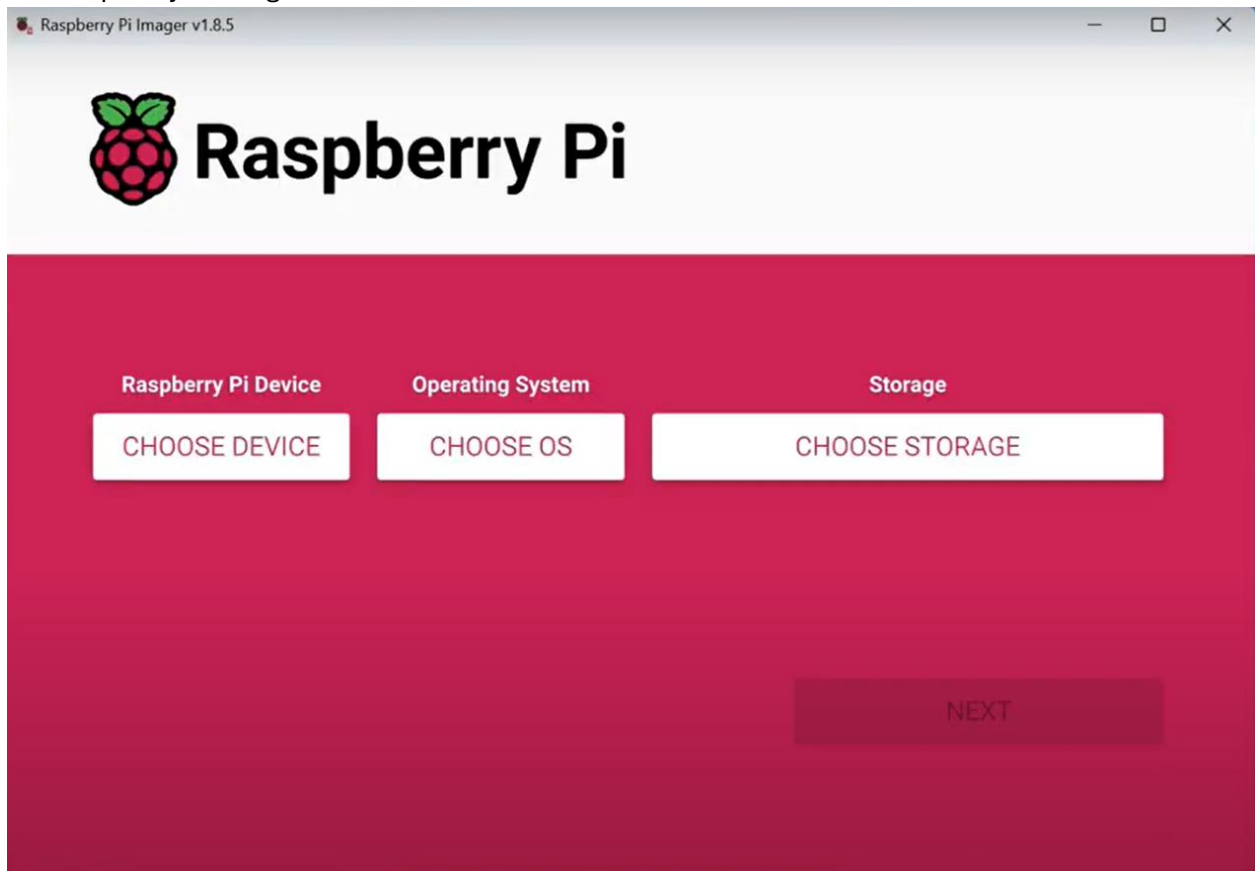 Raspberry Pi Imager v1.8.5
Raspberry Pi
Raspberry Pi Device
Operating System
Storage
CHOOSE DEVICE
CHOOSE OS
CHOOSE STORAGE
NEXT